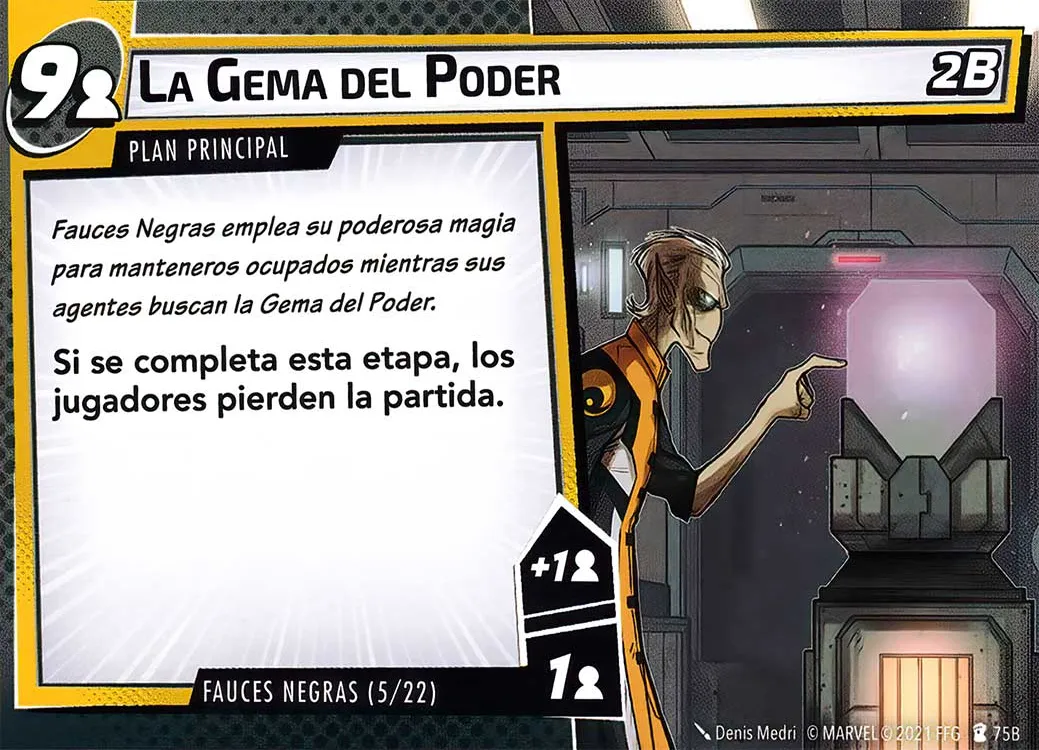 9
LA GEMA DEL PODER
2B
PLAN PRINCIPAL
Fauces Negras emplea su poderosa magia
para manteneros ocupados mientras sus
agentes buscan la Gema del Poder.
Si se completa esta etapa, los
jugadores pierden la partida.
+1
1
FAUCES NEGRAS (5/22)
Denis Medri © MARVEL © 2021 FFG 75B